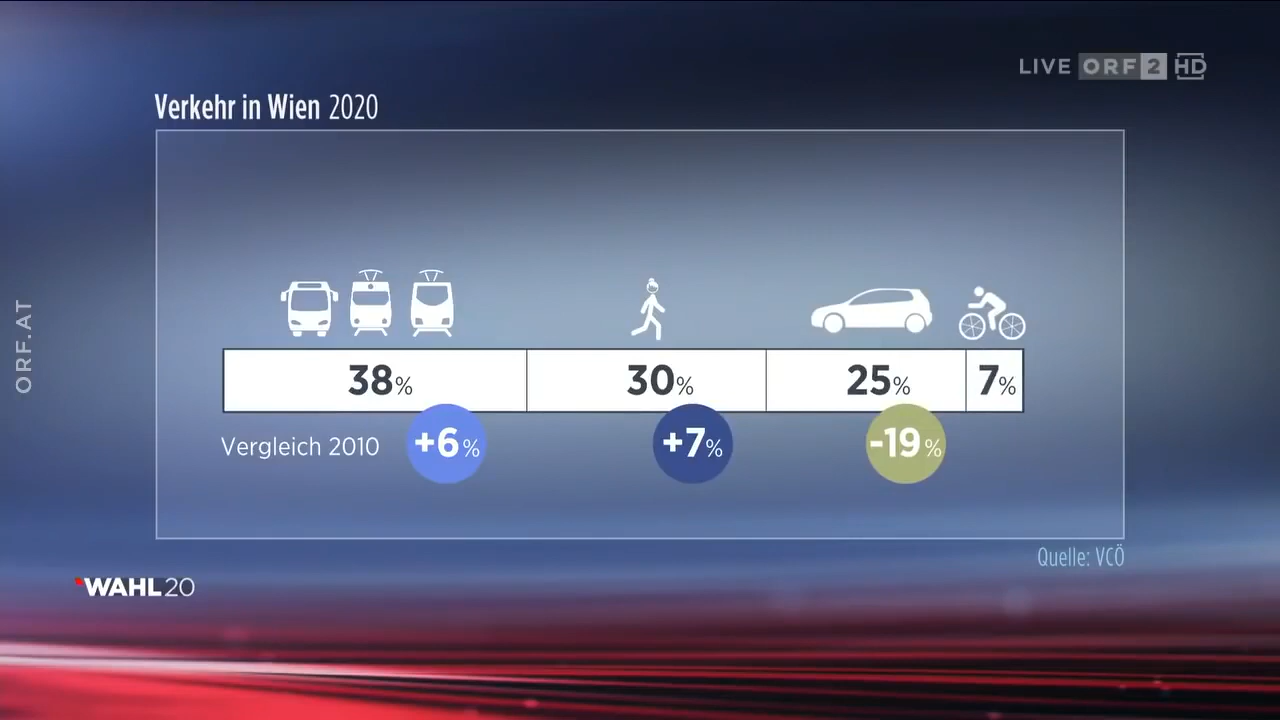 LIVE ORF 2 HD
Verkehr in Wien 2020
38% 30% 25% 7%
Vergleich 2010 +6% +7% -19%
Quelle: VCÖ
WAHL20
ORF.AT